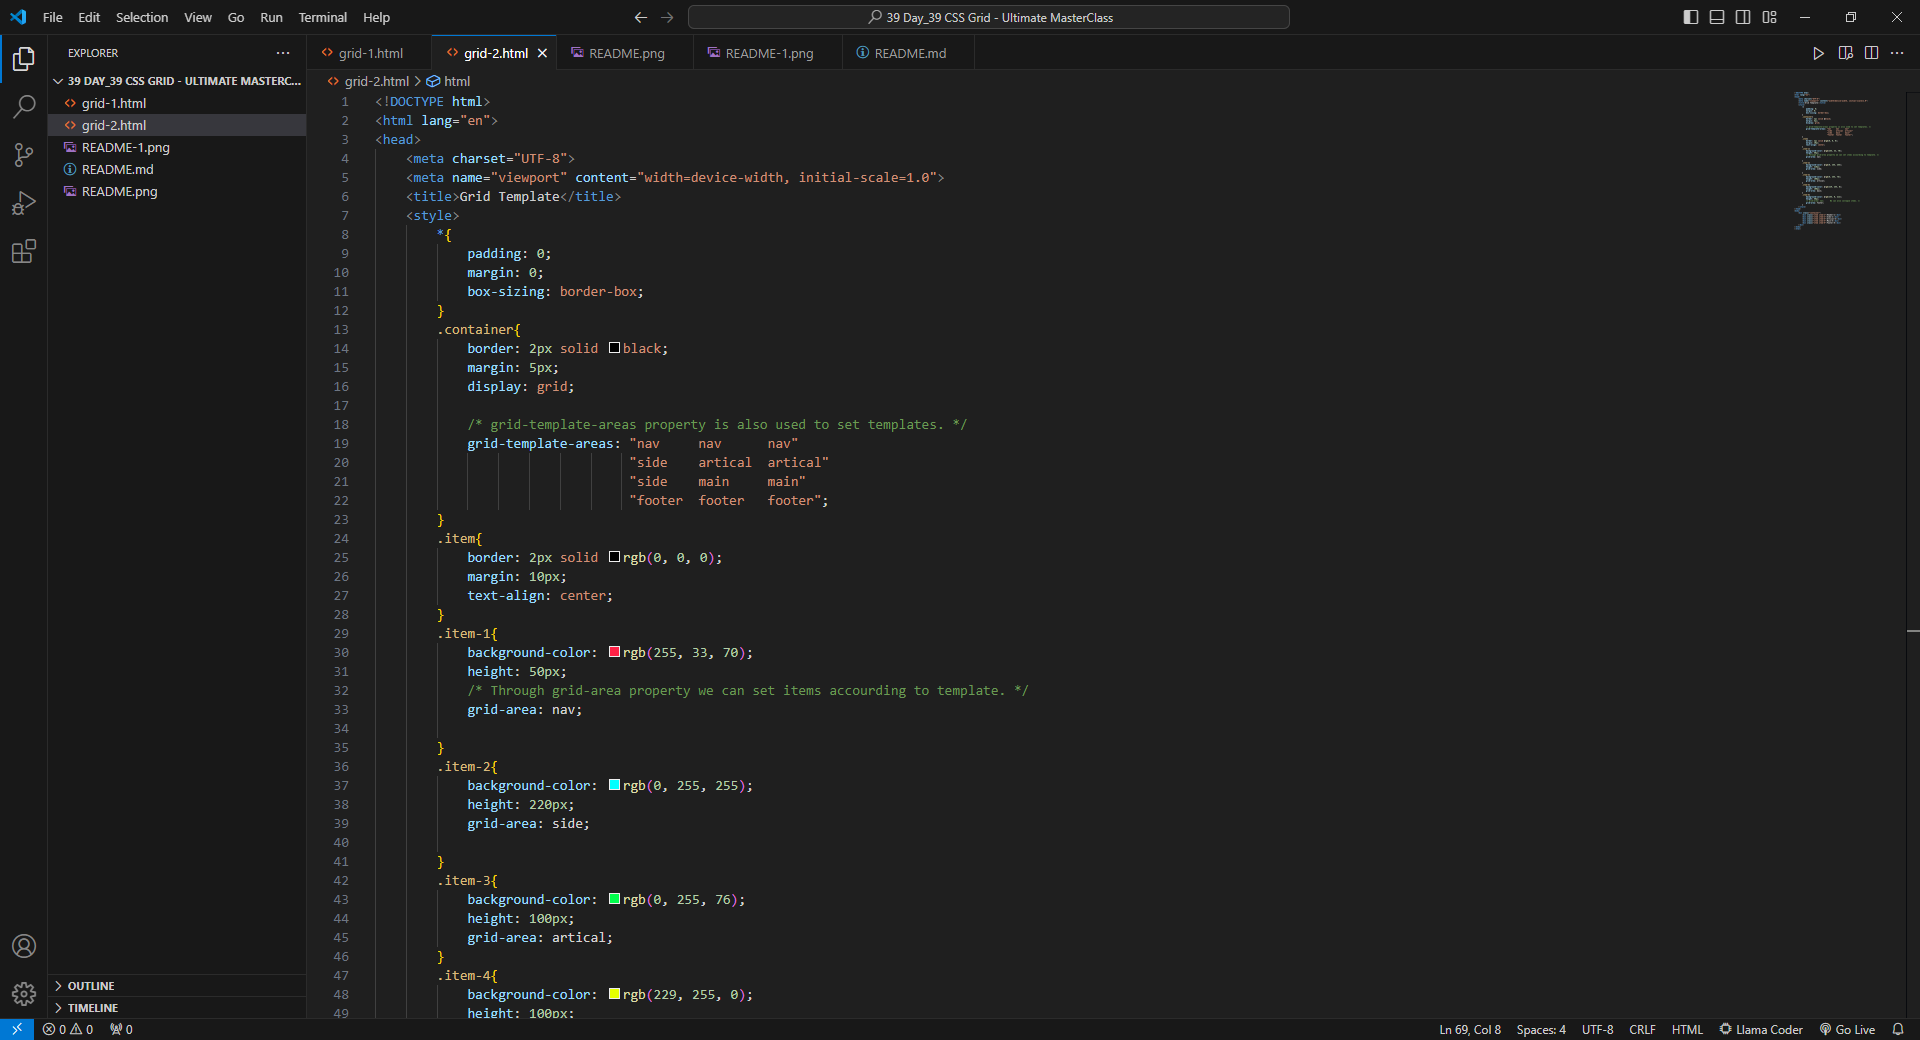 File Edit Selection View Go Run Terminal Help
39 Day_39 CSS Grid - Ultimate MasterClass
EXPLORER
39 DAY_39 CSS GRID - ULTIMATE MASTERC...
grid-1.html
grid-2.html
README-1.png
README.md
README.png
OUTLINE
TIMELINE
grid-1.html grid-2.html README.png README-1.png README.md
grid-2.html > html
1 <!DOCTYPE html>
2 <html lang="en">
3 <head>
4 <meta charset="UTF-8">
5 <meta name="viewport" content="width=device-width, initial-scale=1.0">
6 <title>Grid Template</title>
7 <style>
8 *{
9 padding: 0;
10 margin: 0;
11 box-sizing: border-box;
12 }
13 .container{
14 border: 2px solid black;
15 margin: 5px;
16 display: grid;
17
18 /* grid-template-areas property is also used to set templates. */
19 grid-template-areas: "nav nav nav"
20 "side artical artical"
21 "side main main"
22 "footer footer footer";
23 }
24 .item{
25 border: 2px solid rgb(0, 0, 0);
26 margin: 10px;
27 text-align: center;
28 }
29 .item-1{
30 background-color: rgb(255, 33, 70);
31 height: 50px;
32 /* Through grid-area property we can set items accourding to template. */
33 grid-area: nav;
34
35 }
36 .item-2{
37 background-color: rgb(0, 255, 255);
38 height: 220px;
39 grid-area: side;
40
41 }
42 .item-3{
43 background-color: rgb(0, 255, 76);
44 height: 100px;
45 grid-area: artical;
46 }
47 .item-4{
48 background-color: rgb(229, 255, 0);
49 height: 100px;
0 0 0
Ln 69, Col 8 Spaces: 4 UTF-8 CRLF HTML Llama Coder Go Live